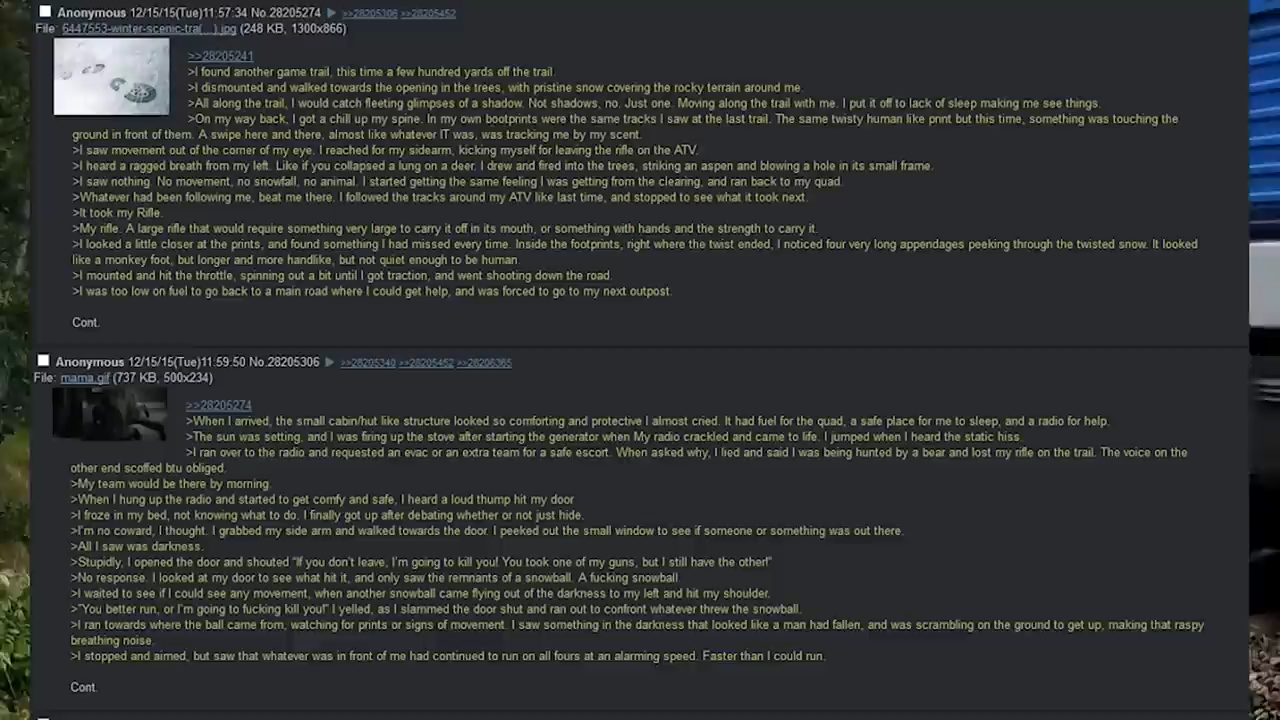 Anonymous 12/15/15(Tue)11:57:34 No.28205274 ▶ >>28205306 >>28205452
File: 6447553-winter-scenic-tra(...).jpg (248 KB, 1300x866)
>>28205241
>I found another game trail, this time a few hundred yards off the trail.
>I dismounted and walked towards the opening in the trees, with pristine snow covering the rocky terrain around me.
>All along the trail, I would catch fleeting glimpses of a shadow. Not shadows, no. Just one. Moving along the trail with me. I put it off to lack of sleep making me see things.
>On my way back, I got a chill up my spine. In my own bootprints were the same tracks I saw at the last trail. The same twisty human like print but this time, something was touching the
ground in front of them. A swipe here and there, almost like whatever IT was, was tracking me by my scent.
>I saw movement out of the corner of my eye. I reached for my sidearm, kicking myself for leaving the rifle on the ATV.
>I heard a ragged breath from my left. Like if you collapsed a lung on a deer. I drew and fired into the trees, striking an aspen and blowing a hole in its small frame.
>I saw nothing. No movement, no snowfall, no animal. I started getting the same feeling I was getting from the clearing, and ran back to my quad.
>Whatever had been following me, beat me there. I followed the tracks around my ATV like last time, and stopped to see what it took next.
>It took my Rifle.
>My rifle. A large rifle that would require something very large to carry it off in its mouth, or something with hands and the strength to carry it.
>I looked a little closer at the prints, and found something I had missed every time. Inside the footprints, right where the twist ended, I noticed four very long appendages peeking through the twisted snow. It looked
like a monkey foot, but longer and more handlike, but not quiet enough to be human.
>I mounted and hit the throttle, spinning out a bit until I got traction, and went shooting down the road.
>I was too low on fuel to go back to a main road where I could get help, and was forced to go to my next outpost.
Cont.
Anonymous 12/15/15(Tue)11:59:50 No.28205306 ▶ >>28205340 >>28205452 >>28206365
File: mama.gif (737 KB, 500x234)
>>28205274
>When I arrived, the small cabin/hut like structure looked so comforting and protective I almost cried. It had fuel for the quad, a safe place for me to sleep, and a radio for help.
>The sun was setting, and I was firing up the stove after starting the generator when My radio crackled and came to life. I jumped when I heard the static hiss.
>I ran over to the radio and requested an evac or an extra team for a safe escort. When asked why, I lied and said I was being hunted by a bear and lost my rifle on the trail. The voice on the
other end scoffed btu obliged.
>My team would be there by morning.
>When I hung up the radio and started to get comfy and safe, I heard a loud thump hit my door
>I froze in my bed, not knowing what to do. I finally got up after debating whether or not just hide.
>I'm no coward, I thought. I grabbed my side arm and walked towards the door. I peeked out the small window to see if someone or something was out there.
>All I saw was darkness.
>Stupidly, I opened the door and shouted "If you don't leave, I'm going to kill you! You took one of my guns, but I still have the other!"
>No response. I looked at my door to see what hit it, and only saw the remnants of a snowball. A fucking snowball.
>I waited to see if I could see any movement, when another snowball came flying out of the darkness to my left and hit my shoulder.
>"You better run, or I'm going to fucking kill you!" I yelled, as I slammed the door shut and ran out to confront whatever threw the snowball.
>I ran towards where the ball came from, watching for prints or signs of movement. I saw something in the darkness that looked like a man had fallen, and was scrambling on the ground to get up, making that raspy
breathing noise.
>I stopped and aimed, but saw that whatever was in front of me had continued to run on all fours at an alarming speed. Faster than I could run.
Cont.